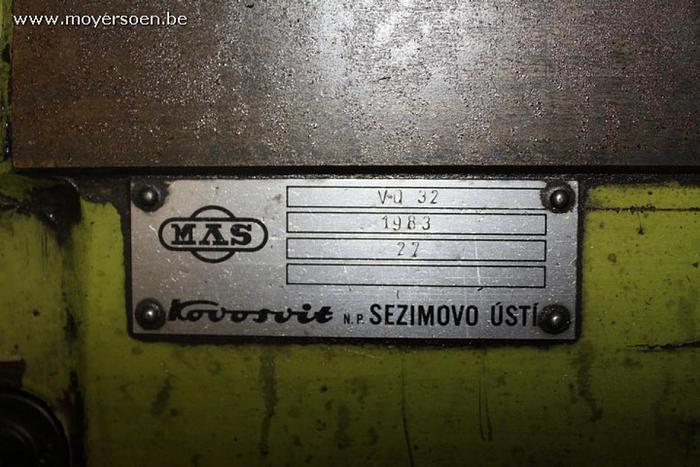 www.moyersoen.be
V-Q 32
1983
MAS
27
Kovosvit N.P. SEZIMOVO ÚSTÍ